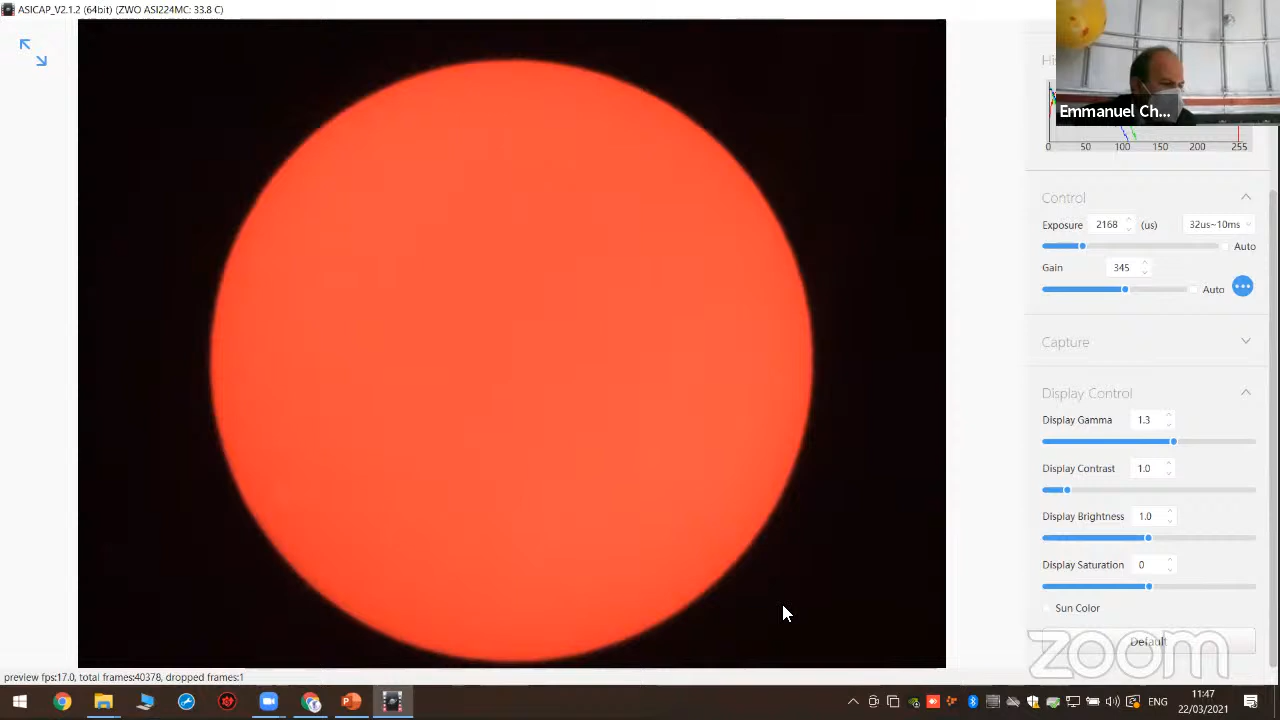 ASICAP_V2.1.2 (64bit) (ZWO ASI224MC: 33.8 C)
Emmanuel Ch...
0 50 100 150 200 255
Control
Exposure 2168 (us) 32us~10ms
Auto
Gain 345
Auto
Capture
Display Control
Display Gamma 1.3
Display Contrast 1.0
Display Brightness 1.0
Display Saturation 0
Sun Color
Default
zoom
preview fps:17.0, total frames:40378, dropped frames:1
ENG
11:47
22/03/2021